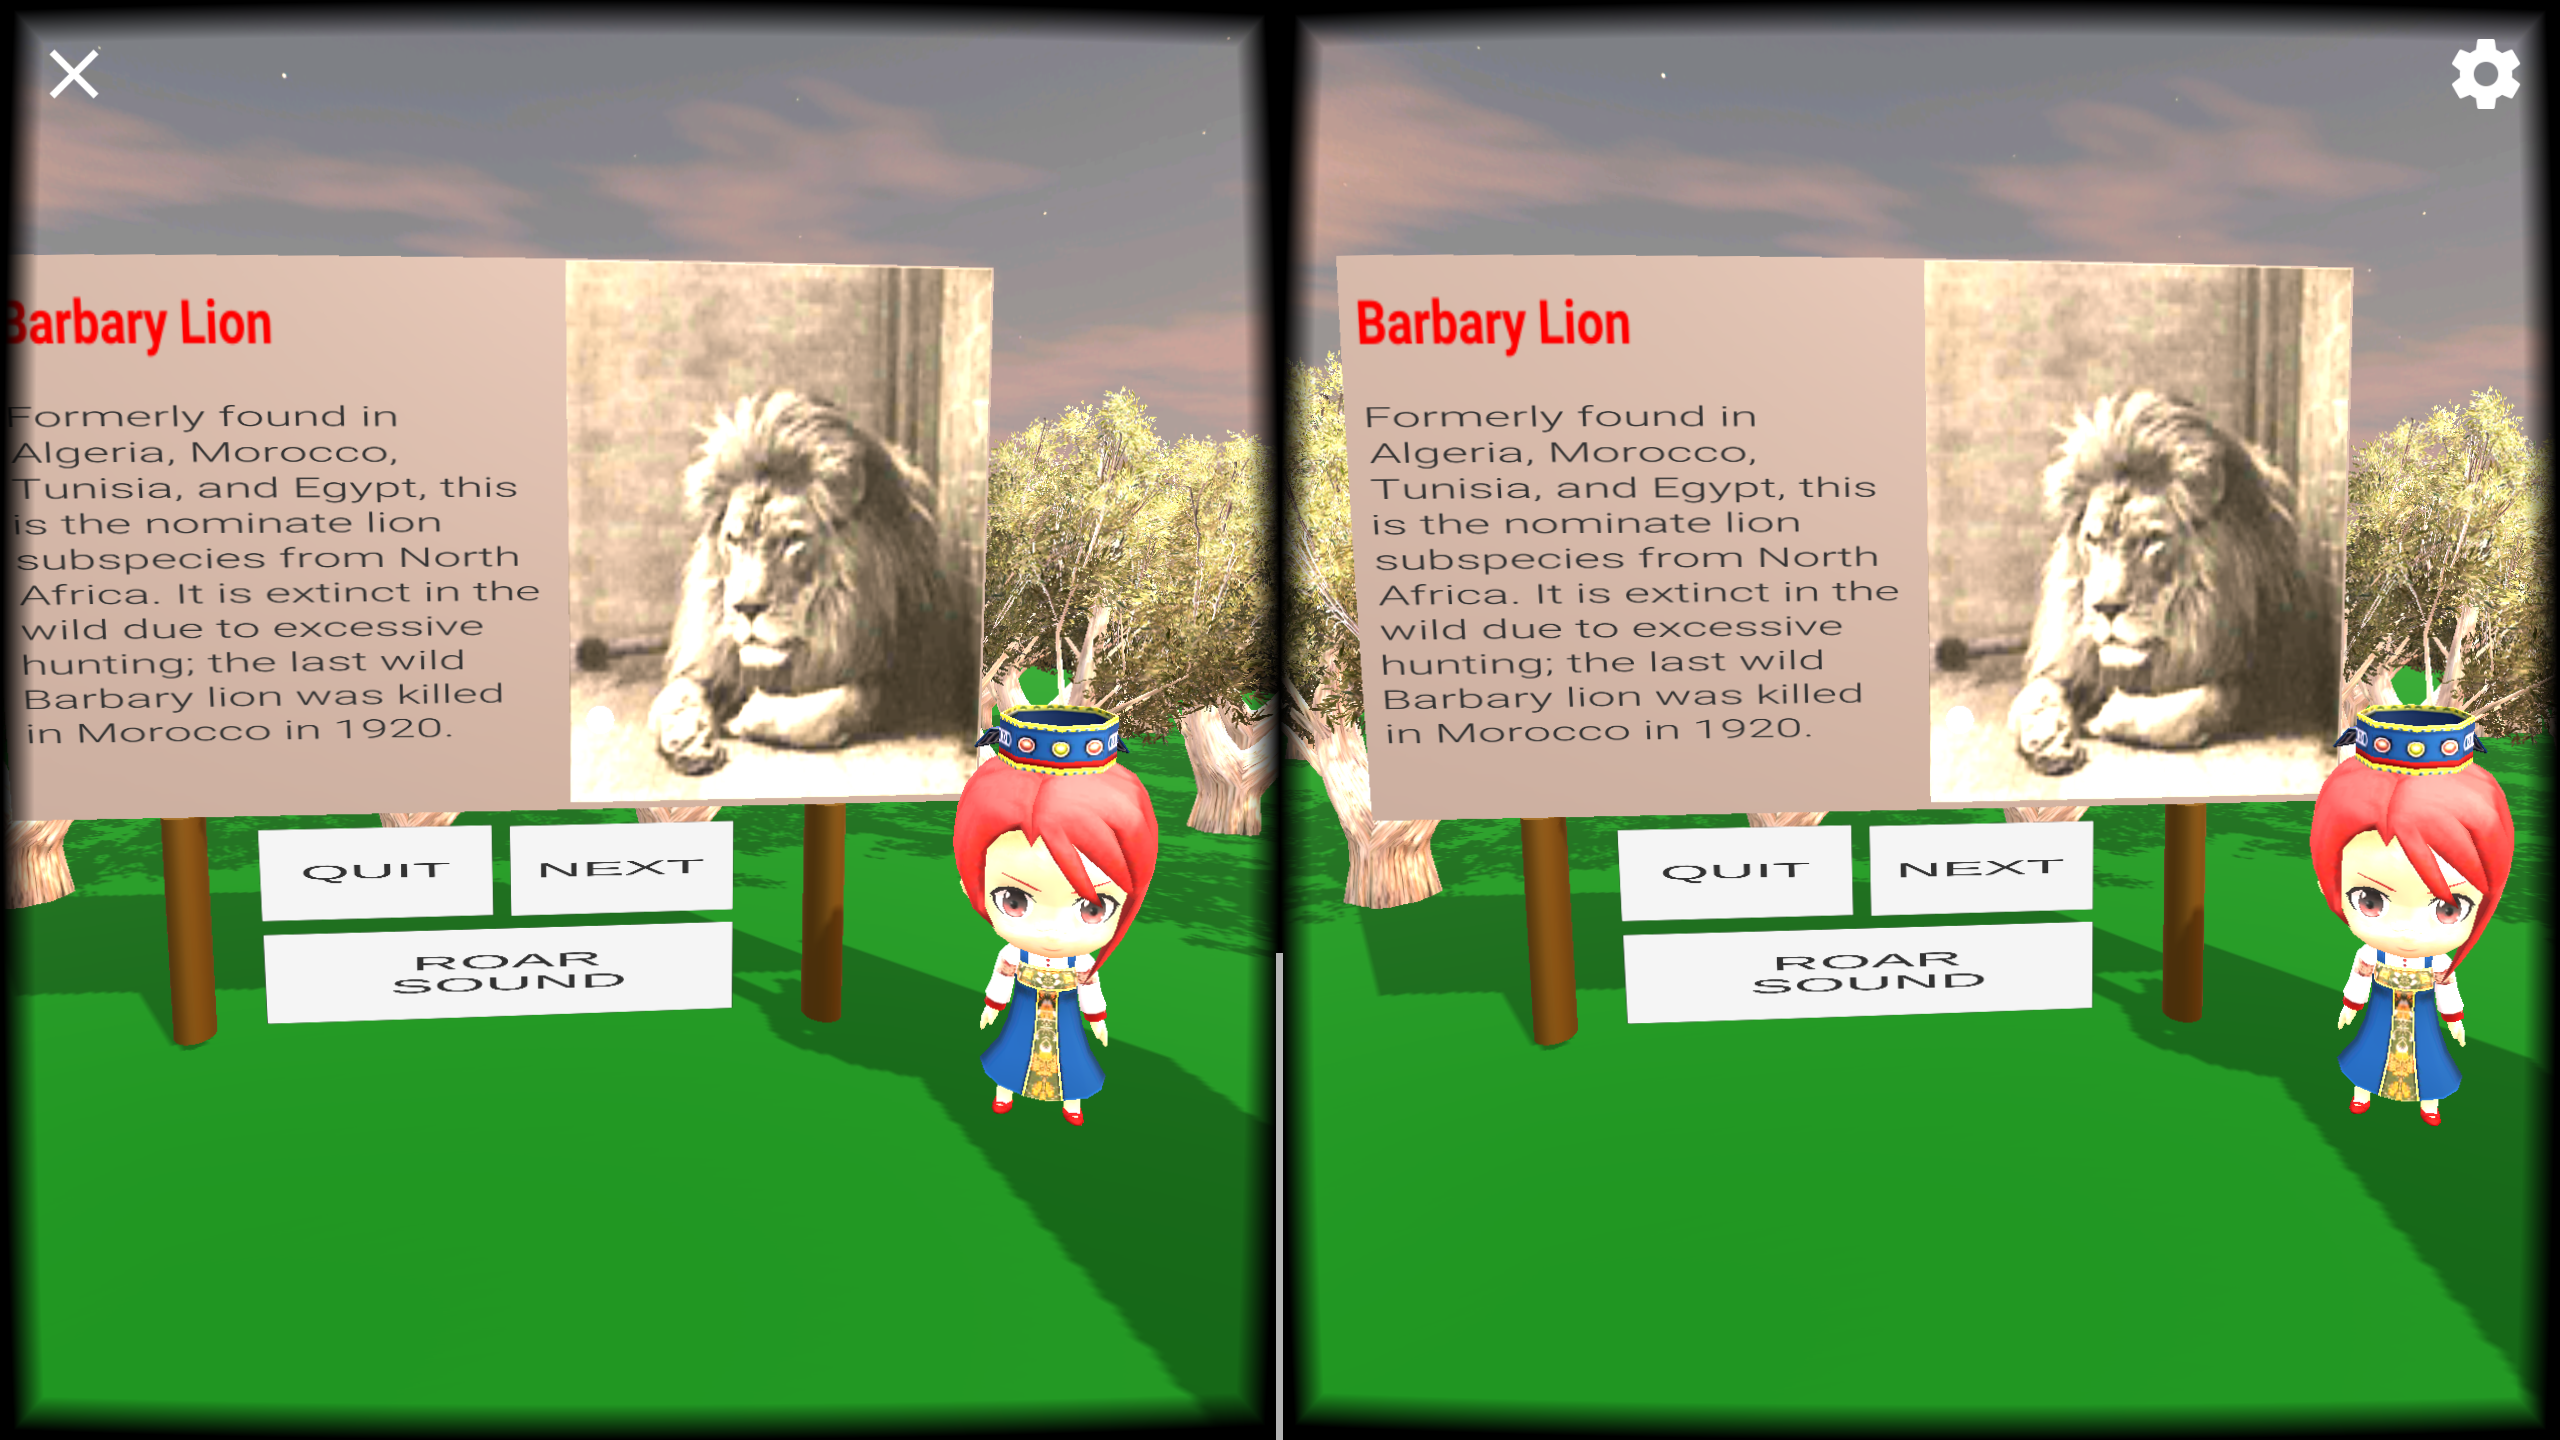 Barbary Lion
Formerly found in
Algeria, Morocco,
Tunisia, and Egypt, this
is the nominate lion
subspecies from North
Africa. It is extinct in the
wild due to excessive
hunting; the last wild
Barbary lion was killed
in Morocco in 1920.
QUIT
NEXT
ROAR
SOUND
Barbary Lion
Formerly found in
Algeria, Morocco,
Tunisia, and Egypt, this
is the nominate lion
subspecies from North
Africa. It is extinct in the
wild due to excessive
hunting; the last wild
Barbary lion was killed
in Morocco in 1920.
QUIT
NEXT
ROAR
SOUND